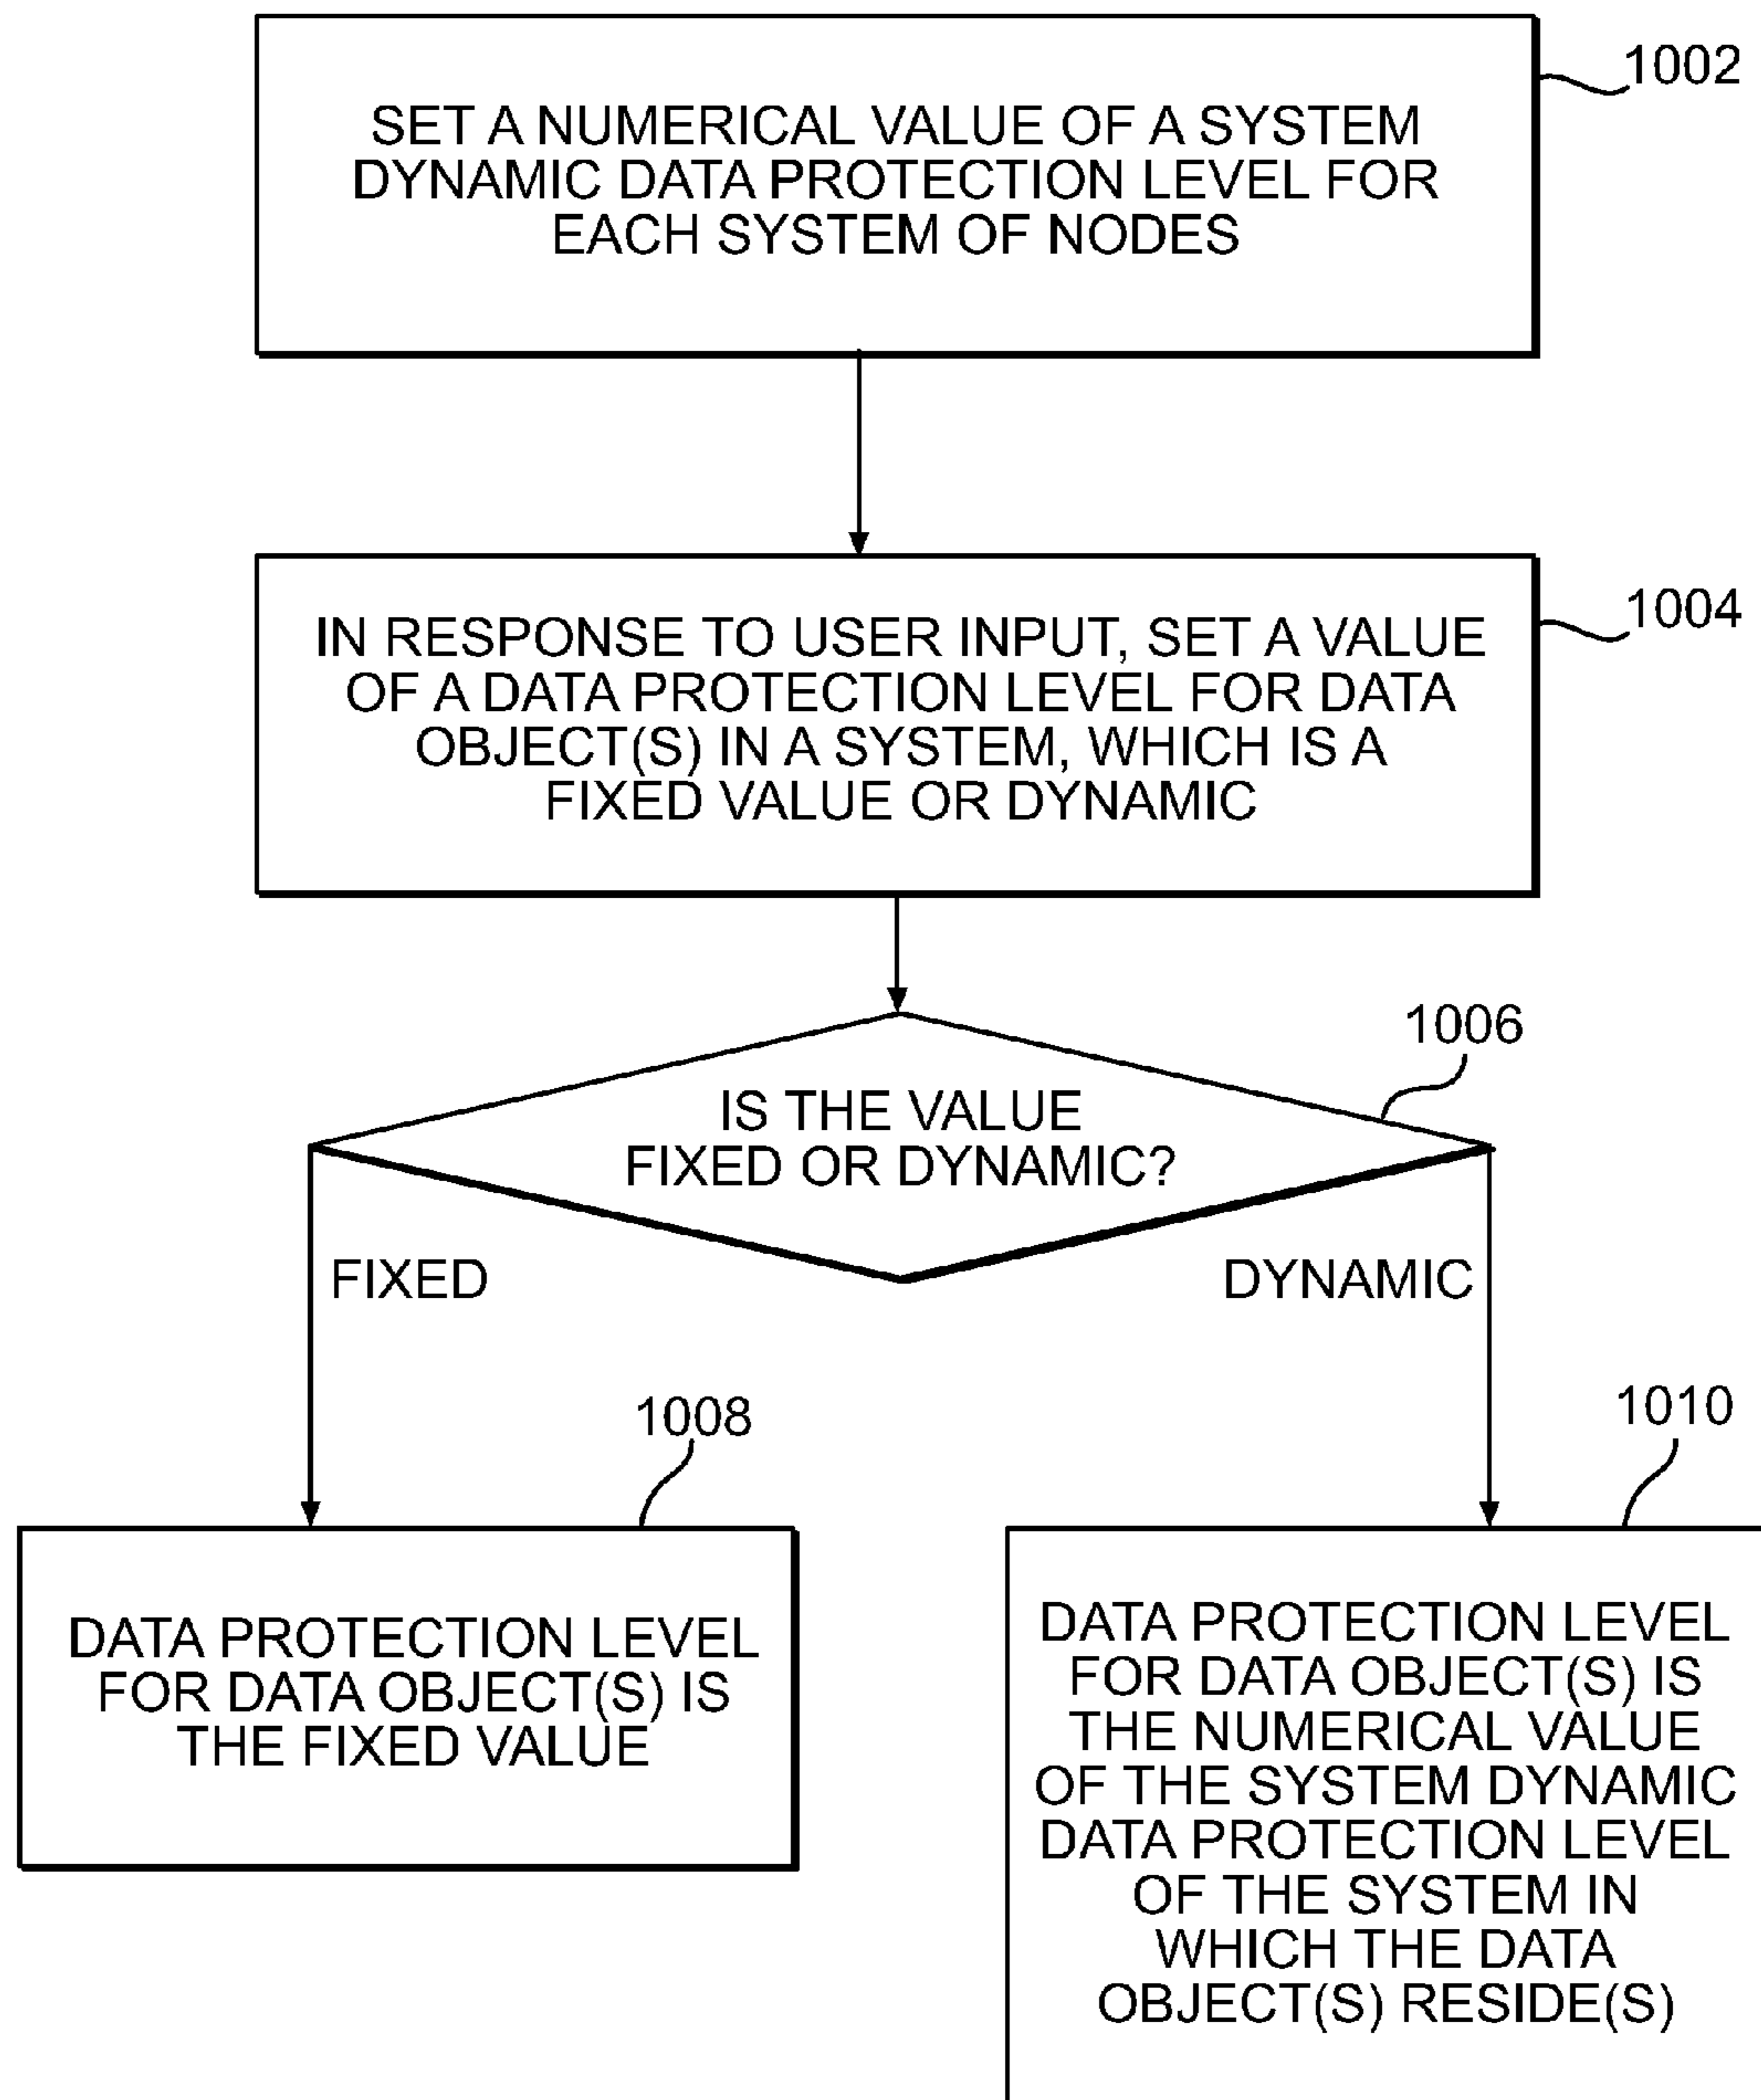 1002
SET A NUMERICAL VALUE OF A SYSTEM
DYNAMIC DATA PROTECTION LEVEL FOR
EACH SYSTEM OF NODES
1004
IN RESPONSE TO USER INPUT, SET A VALUE
OF A DATA PROTECTION LEVEL FOR DATA
OBJECT(S) IN A SYSTEM, WHICH IS A
FIXED VALUE OR DYNAMIC
1006
IS THE VALUE
FIXED OR DYNAMIC?
FIXED
DYNAMIC
1008
DATA PROTECTION LEVEL
FOR DATA OBJECT(S) IS
THE FIXED VALUE
1010
DATA PROTECTION LEVEL
FOR DATA OBJECT(S) IS
THE NUMERICAL VALUE
OF THE SYSTEM DYNAMIC
DATA PROTECTION LEVEL
OF THE SYSTEM IN
WHICH THE DATA
OBJECT(S) RESIDE(S)